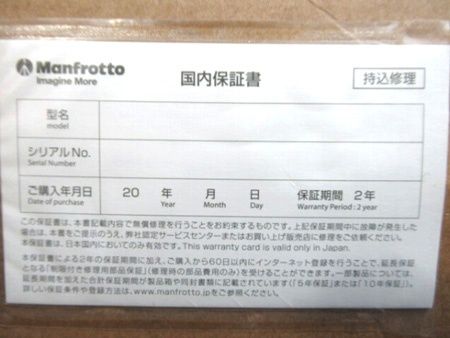 Manfrotto
Imagine More
国内保証書
持込修理
型名
model
シリアルNo.
Serial Number
ご購入年月日 20 年 月 日 保証期間 2年
Date of purchase Year Month Day Warranty Period : 2 year
この保証書は、本書記載内容で無償修理を行うことをお約束するものです。上記保証期間中に故障が発生した
場合は、本書をご提示のうえ、弊社認定サービスセンターまたはお買い上げ販売店に修理をご依頼ください。
本保証書は、日本国内においてのみ有効です。This warranty card is valid only in Japan.
本保証書による2年の保証期間に加え、ご購入から60日以内にインターネット登録を行うことで、延長保証
となる「制限付き修理用部品保証」(修理時の部品費用のみ)を受けることができます。一部製品については、
延長期間を加えた合計保証期間が製品箱や同封書類に記載されています(「5年保証」または「10年保証」)。
詳しい保証条件や登録方法は、www.manfrotto.jpをご参照ください。